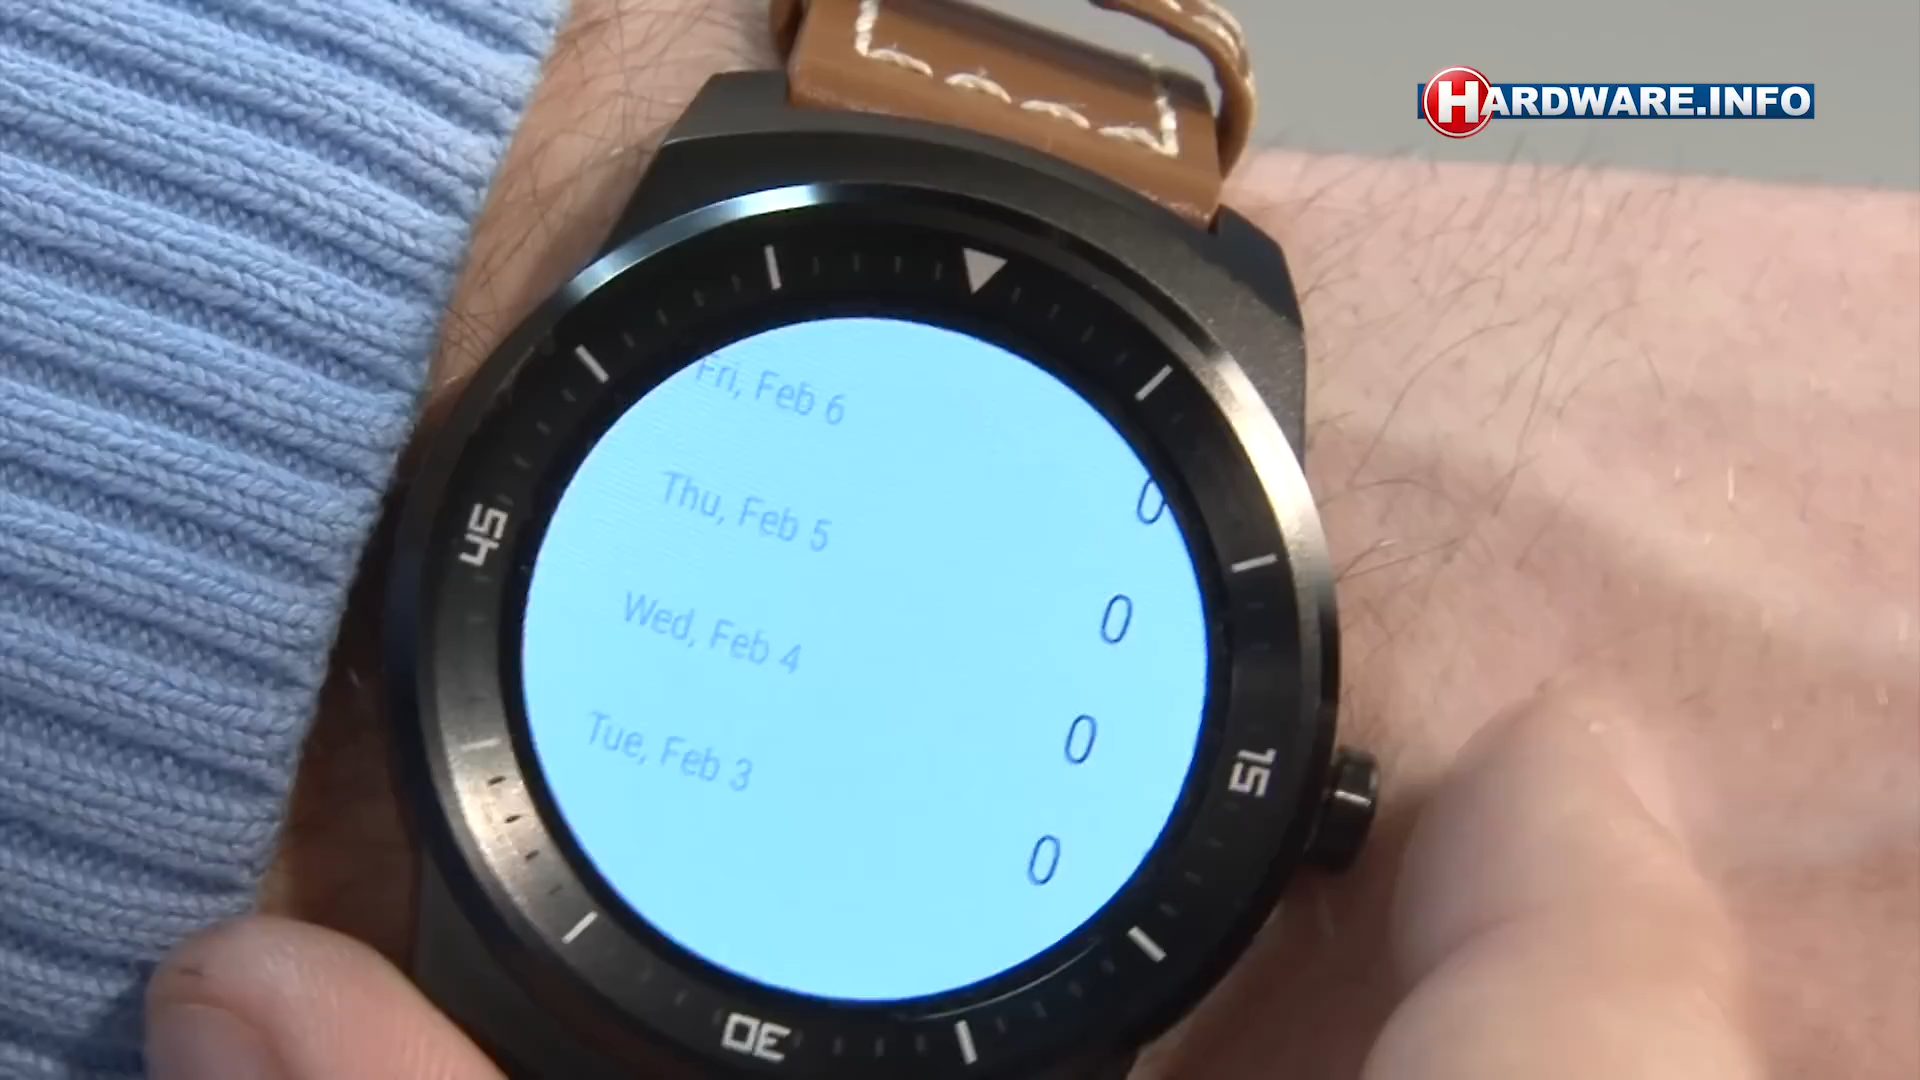 HARDWARE.INFO
Fri, Feb 6
0
Thu, Feb 5
0
Wed, Feb 4
0
Tue, Feb 3
0
45
15
30